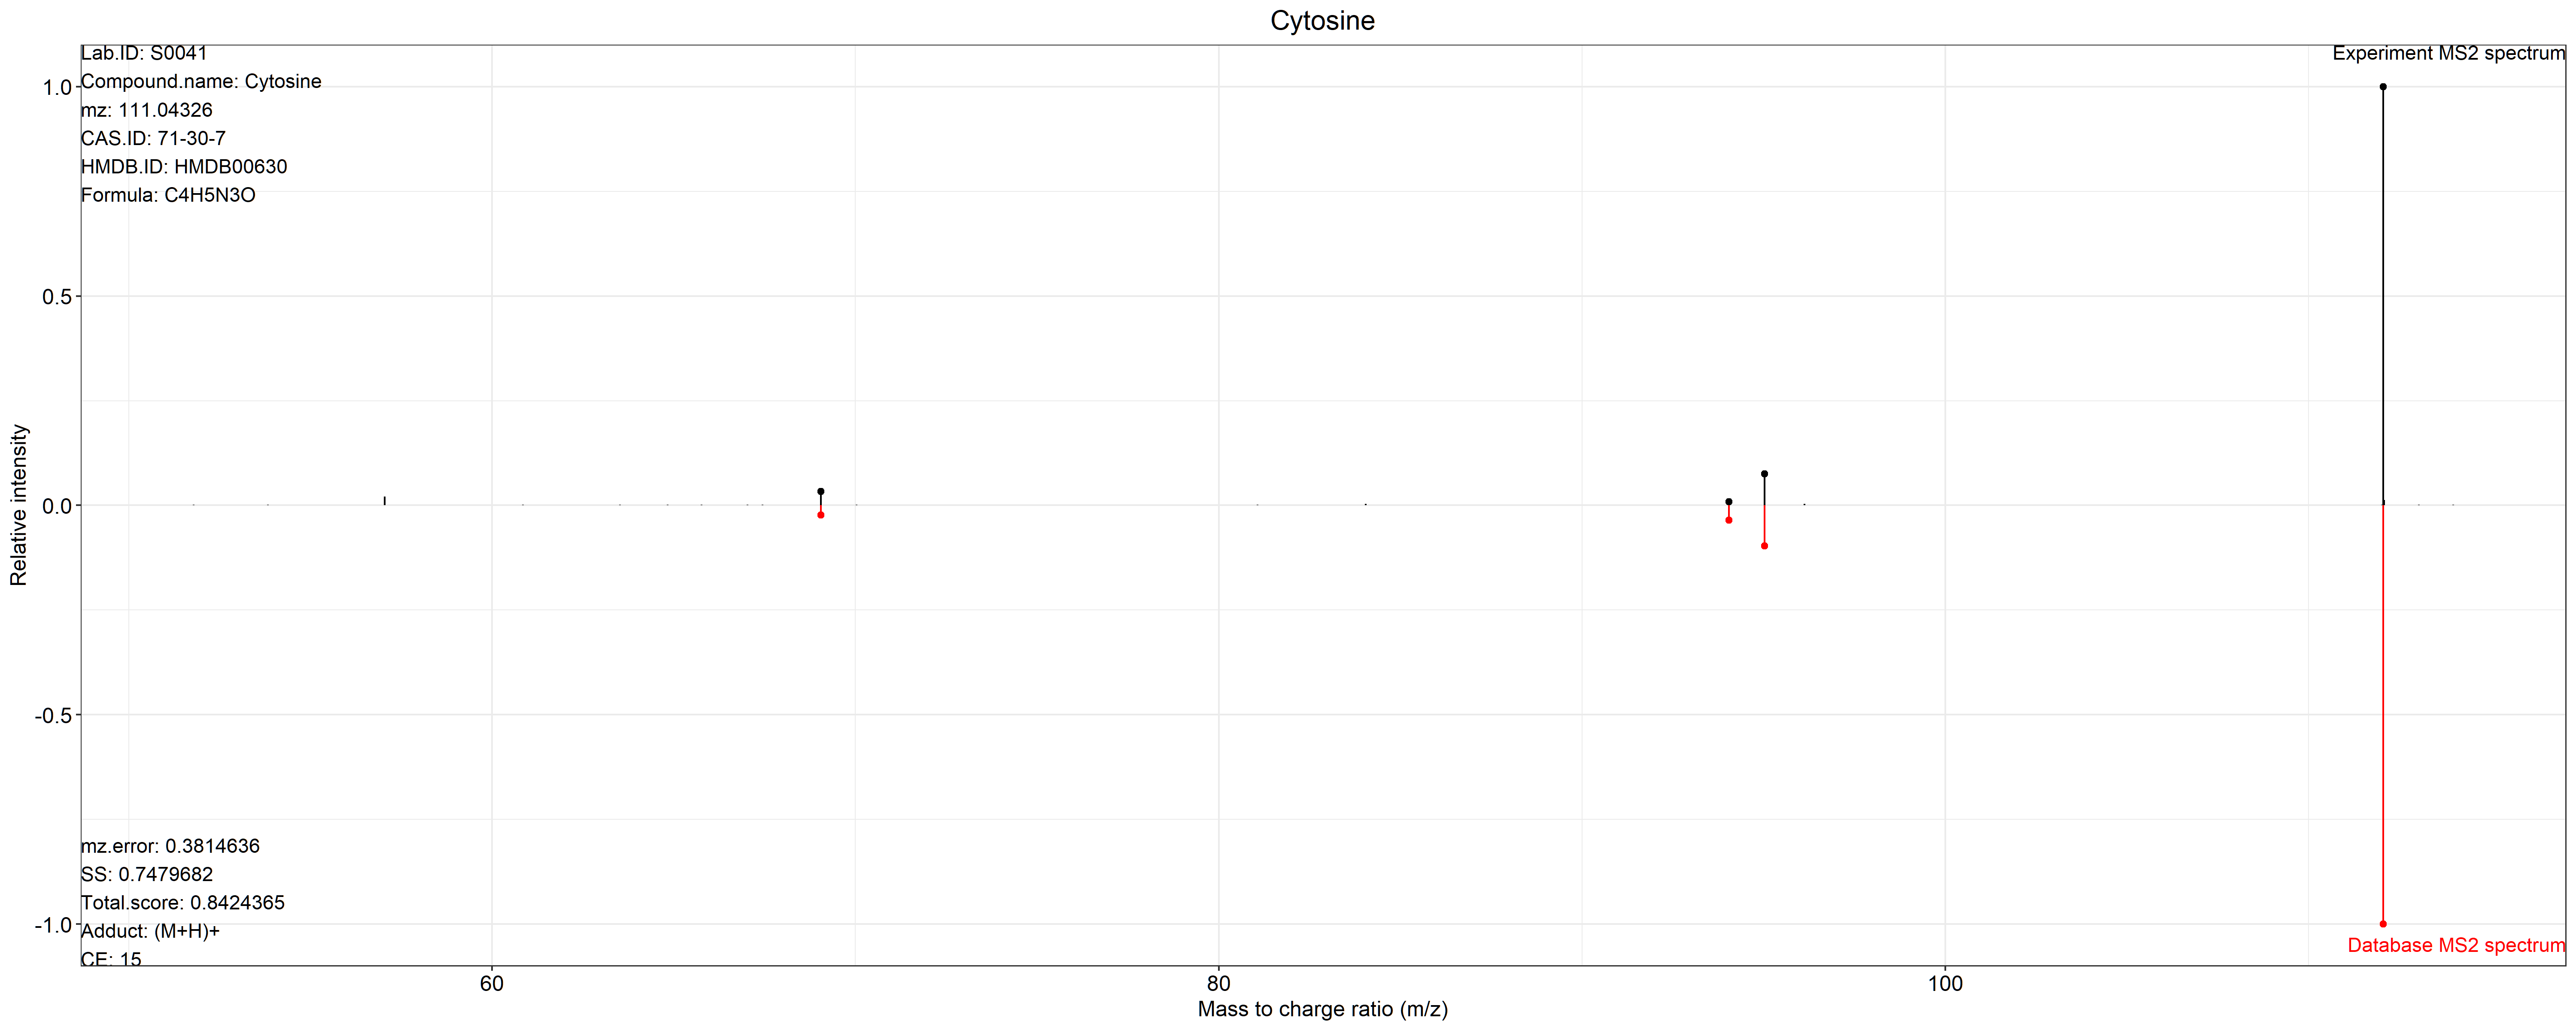 Cytosine
Lab.ID: S0041
Experiment MS2 spectrum
Compound.name: Cytosine
mz: 111.04326
CAS.ID: 71-30-7
HMDB.ID: HMDB00630
Formula: C4H5N3O
1.0
0.5
0.0
-0.5
-1.0
Relative intensity
mz.error: 0.3814636
SS: 0.7479682
Total.score: 0.8424365
Adduct: (M+H)+
CE: 15
Database MS2 spectrum
60
80
100
Mass to charge ratio (m/z)